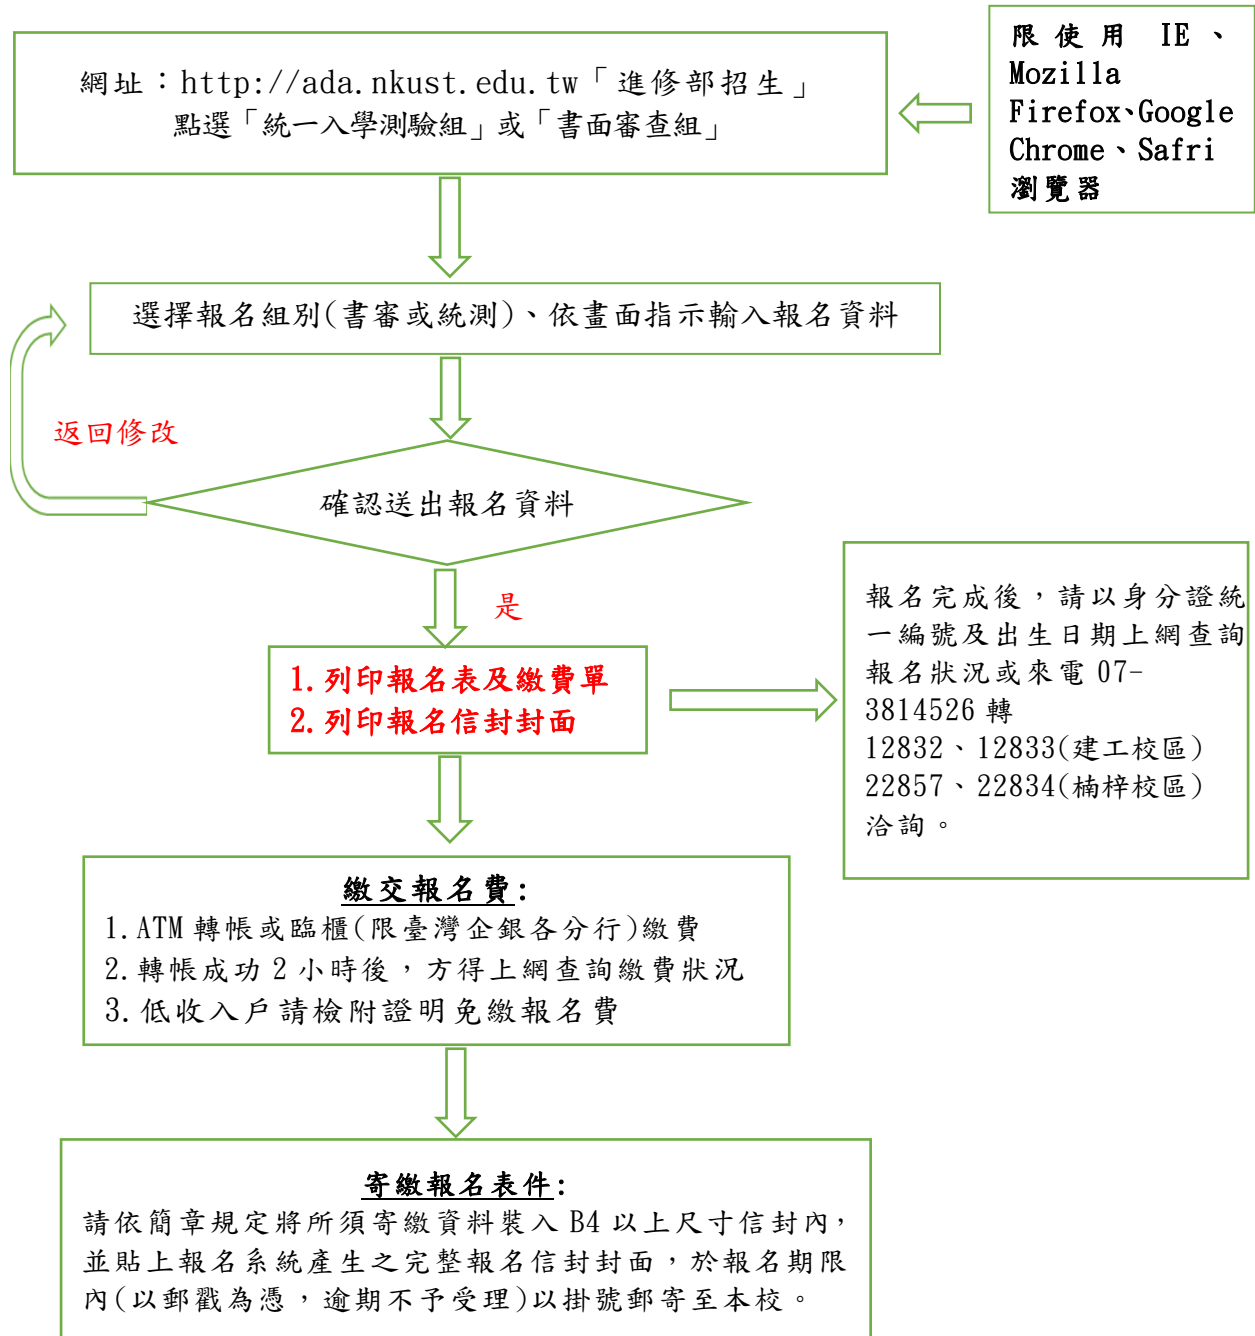 網址：http://ada.nkust.edu.tw「進修部招生」
點選「統一入學測驗組」或「書面審查組」
限使用 IE、
Mozilla
Firefox、Google
Chrome、Safri
瀏覽器
選擇報名組別(書審或統測)、依畫面指示輸入報名資料
返回修改
確認送出報名資料
是
1.列印報名表及繳費單
2.列印報名信封封面
報名完成後，請以身分證統
一編號及出生日期上網查詢
報名狀況或來電 07-
3814526 轉
12832、12833(建工校區)
22857、22834(楠梓校區)
洽詢。
繳交報名費:
1.ATM 轉帳或臨櫃(限臺灣企銀各分行)繳費
2.轉帳成功 2 小時後，方得上網查詢繳費狀況
3.低收入戶請檢附證明免繳報名費
寄繳報名表件:
請依簡章規定將所須寄繳資料裝入 B4 以上尺寸信封內，
並貼上報名系統產生之完整報名信封封面，於報名期限
內(以郵戳為憑，逾期不予受理)以掛號郵寄至本校。